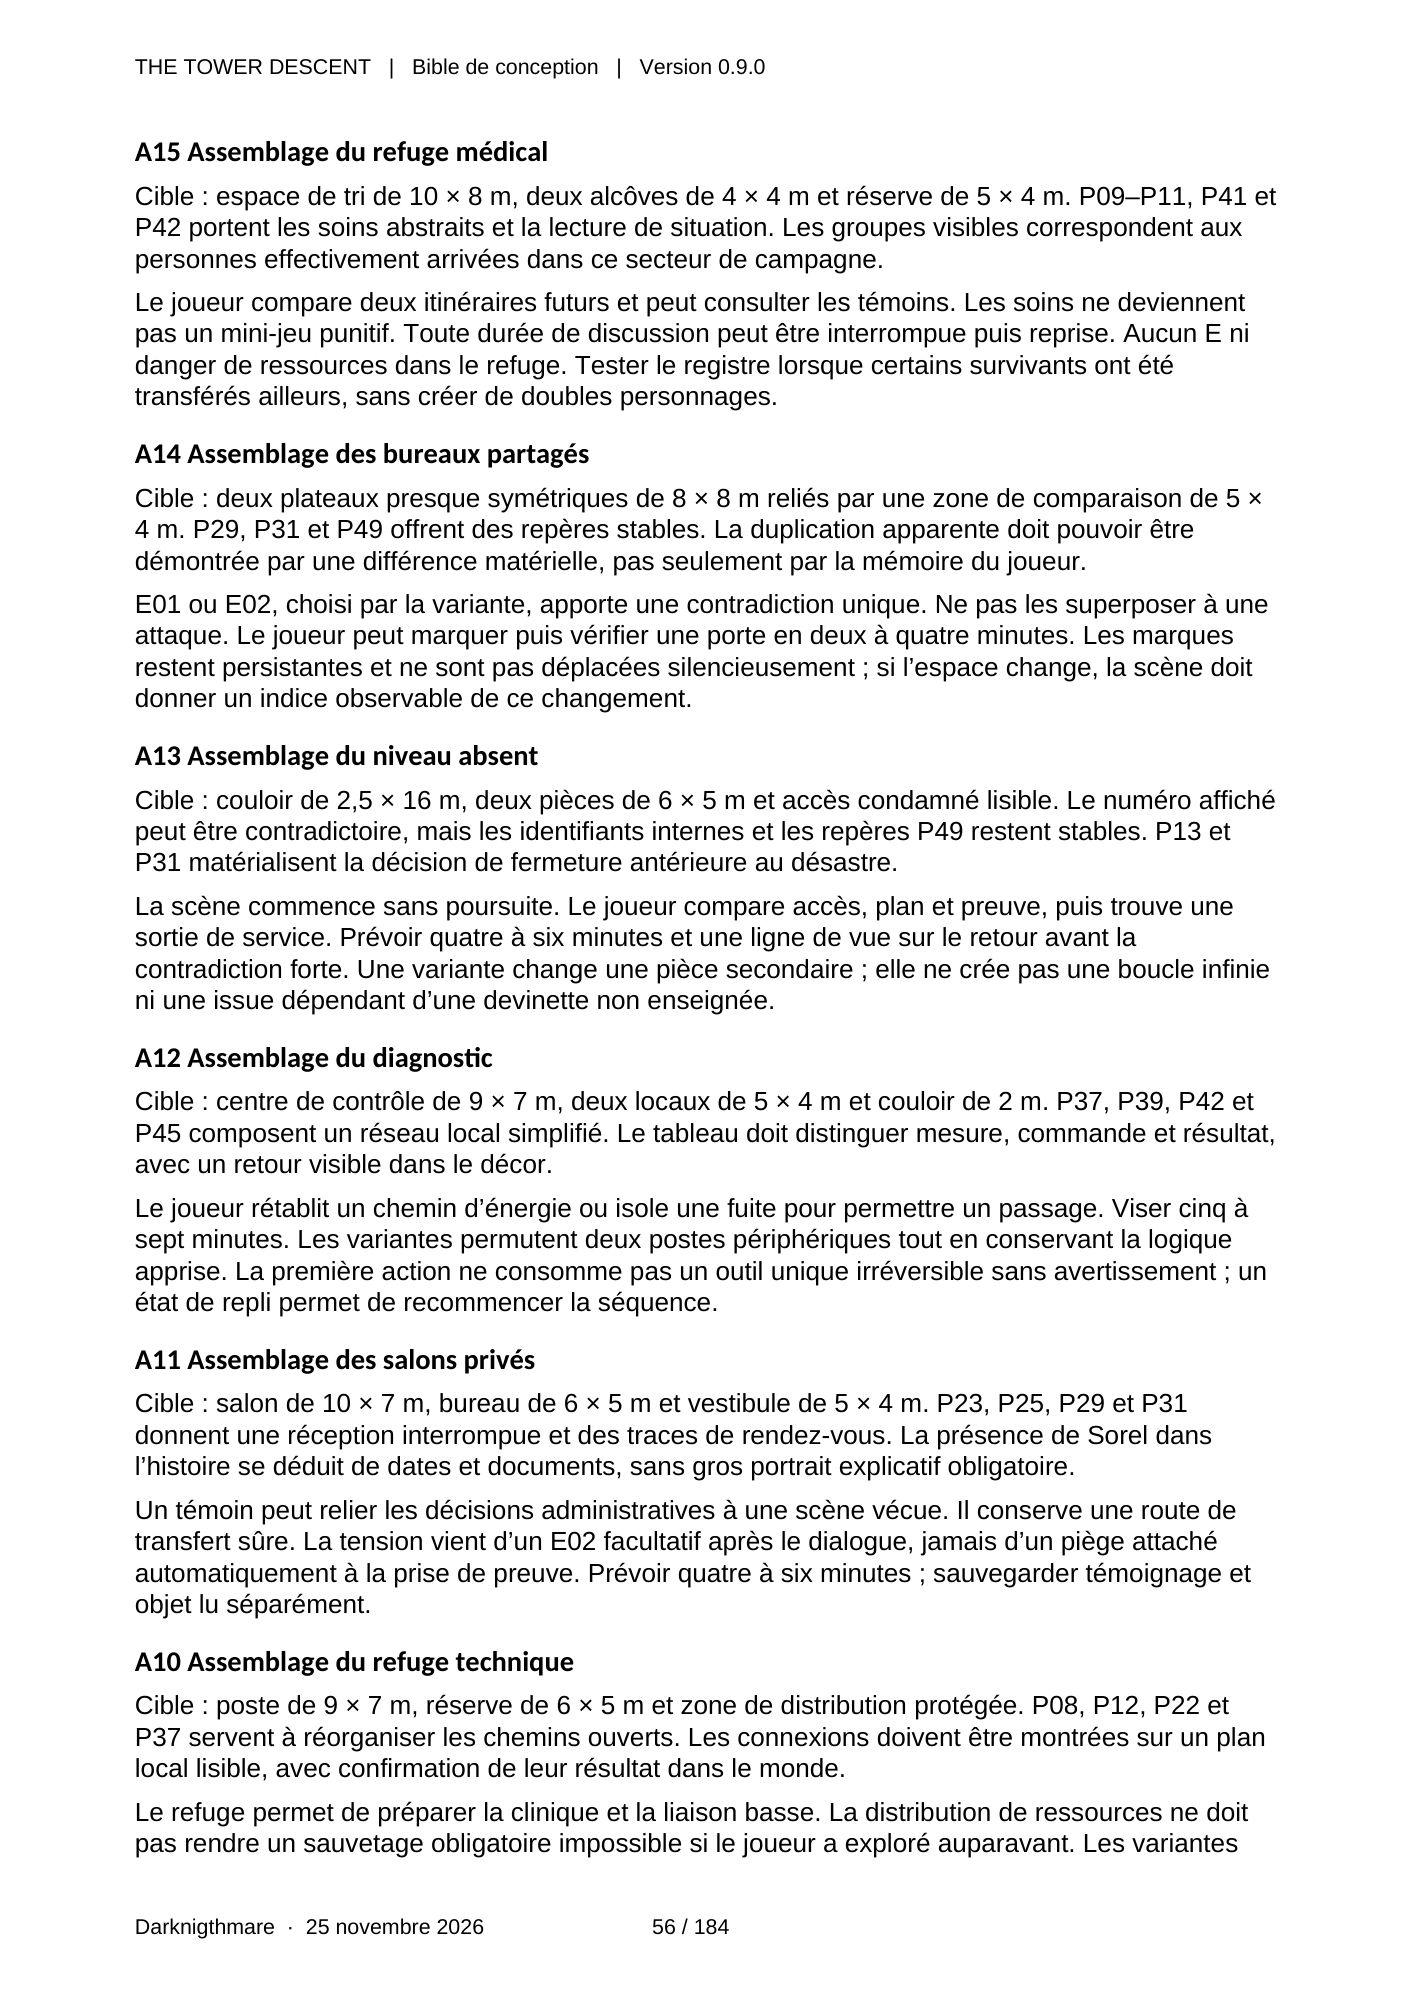 THE TOWER DESCENT | Bible de conception | Version 0.9.0
A15 Assemblage du refuge médical
Cible : espace de tri de 10 × 8 m, deux alcôves de 4 × 4 m et réserve de 5 × 4 m. P09–P11, P41 et
P42 portent les soins abstraits et la lecture de situation. Les groupes visibles correspondent aux
personnes effectivement arrivées dans ce secteur de campagne.
Le joueur compare deux itinéraires futurs et peut consulter les témoins. Les soins ne deviennent
pas un mini-jeu punitif. Toute durée de discussion peut être interrompue puis reprise. Aucun E ni
danger de ressources dans le refuge. Tester le registre lorsque certains survivants ont été
transférés ailleurs, sans créer de doubles personnages.
A14 Assemblage des bureaux partagés
Cible : deux plateaux presque symétriques de 8 × 8 m reliés par une zone de comparaison de 5 ×
4 m. P29, P31 et P49 offrent des repères stables. La duplication apparente doit pouvoir être
démontrée par une différence matérielle, pas seulement par la mémoire du joueur.
E01 ou E02, choisi par la variante, apporte une contradiction unique. Ne pas les superposer à une
attaque. Le joueur peut marquer puis vérifier une porte en deux à quatre minutes. Les marques
restent persistantes et ne sont pas déplacées silencieusement ; si l’espace change, la scène doit
donner un indice observable de ce changement.
A13 Assemblage du niveau absent
Cible : couloir de 2,5 × 16 m, deux pièces de 6 × 5 m et accès condamné lisible. Le numéro affiché
peut être contradictoire, mais les identifiants internes et les repères P49 restent stables. P13 et
P31 matérialisent la décision de fermeture antérieure au désastre.
La scène commence sans poursuite. Le joueur compare accès, plan et preuve, puis trouve une
sortie de service. Prévoir quatre à six minutes et une ligne de vue sur le retour avant la
contradiction forte. Une variante change une pièce secondaire ; elle ne crée pas une boucle infinie
ni une issue dépendant d’une devinette non enseignée.
A12 Assemblage du diagnostic
Cible : centre de contrôle de 9 × 7 m, deux locaux de 5 × 4 m et couloir de 2 m. P37, P39, P42 et
P45 composent un réseau local simplifié. Le tableau doit distinguer mesure, commande et résultat,
avec un retour visible dans le décor.
Le joueur rétablit un chemin d’énergie ou isole une fuite pour permettre un passage. Viser cinq à
sept minutes. Les variantes permutent deux postes périphériques tout en conservant la logique
apprise. La première action ne consomme pas un outil unique irréversible sans avertissement ; un
état de repli permet de recommencer la séquence.
A11 Assemblage des salons privés
Cible : salon de 10 × 7 m, bureau de 6 × 5 m et vestibule de 5 × 4 m. P23, P25, P29 et P31
donnent une réception interrompue et des traces de rendez-vous. La présence de Sorel dans
l’histoire se déduit de dates et documents, sans gros portrait explicatif obligatoire.
Un témoin peut relier les décisions administratives à une scène vécue. Il conserve une route de
transfert sûre. La tension vient d’un E02 facultatif après le dialogue, jamais d’un piège attaché
automatiquement à la prise de preuve. Prévoir quatre à six minutes ; sauvegarder témoignage et
objet lu séparément.
A10 Assemblage du refuge technique
Cible : poste de 9 × 7 m, réserve de 6 × 5 m et zone de distribution protégée. P08, P12, P22 et
P37 servent à réorganiser les chemins ouverts. Les connexions doivent être montrées sur un plan
local lisible, avec confirmation de leur résultat dans le monde.
Le refuge permet de préparer la clinique et la liaison basse. La distribution de ressources ne doit
pas rendre un sauvetage obligatoire impossible si le joueur a exploré auparavant. Les variantes
Darknigthmare · 25 novembre 2026 56 / 184